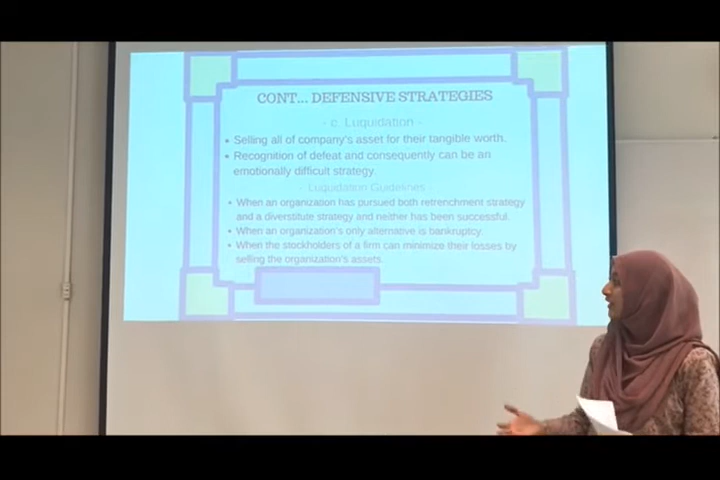 CONT... DEFENSIVE STRATEGIES
- c. Luquidation -
• Selling all of company's asset for their tangible worth.
• Recognition of defeat and consequently can be an
emotionally difficult strategy.
- Luquidation Guidelines -
• When an organization has pursued both retrenchment strategy
and a diverstitute strategy and neither has been successful.
• When an organization's only alternative is bankruptcy.
• When the stockholders of a firm can minimize their losses by
selling the organization's assets.